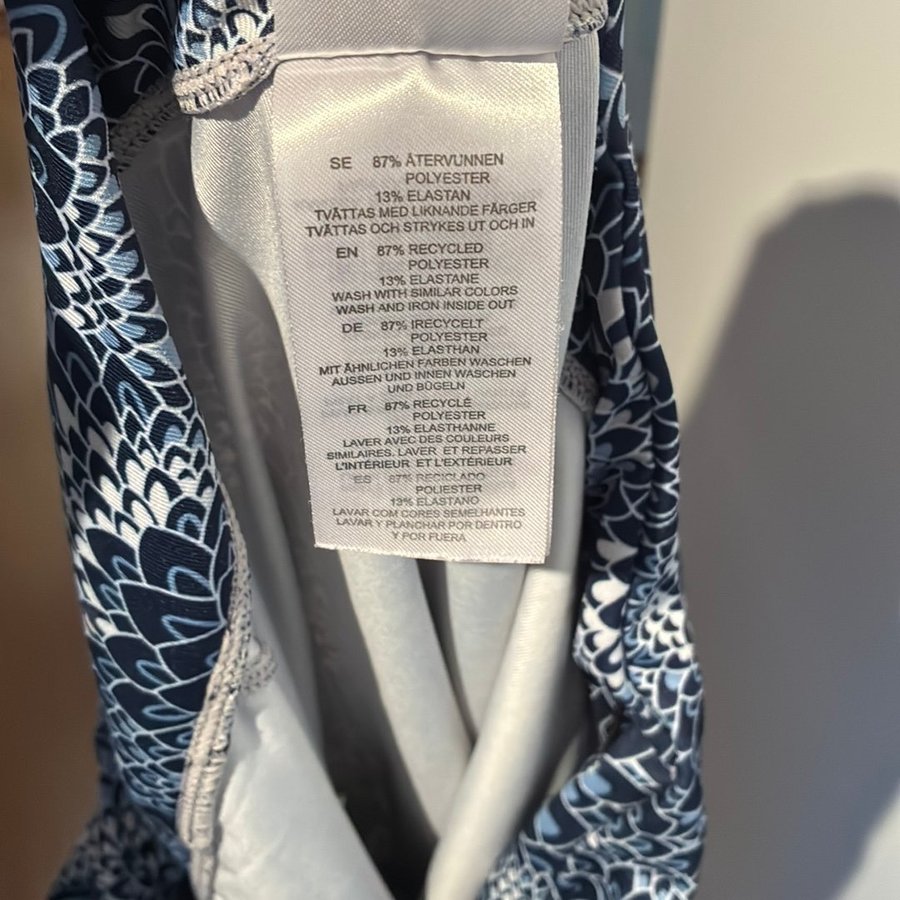 SE 87% ÅTERVUNNEN
POLYESTER
13% ELASTAN
TVÄTTAS MED LIKNANDE FÄRGER
TVÄTTAS OCH STRYKES UT OCH IN
EN 87% RECYCLED
POLYESTER
13% ELASTANE
WASH WITH SIMILAR COLORS
WASH AND IRON INSIDE OUT
DE 87% IRECYCELT
POLYESTER
13% ELASTHAN
MIT ÄHNLICHEN FARBEN WASCHEN
AUSSEN UND INNEN WASCHEN
UND BÜGELN
FR 87% RECYCLÉ
POLYESTER
13% ELASTHANNE
LAVER AVEC DES COULEURS
SIMILAIRES. LAVER ET REPASSER
L'INTÉRIEUR ET L'EXTÉRIEUR
ES 87% RECICLADO
POLIESTER
13% ELASTANO
LAVAR COM CORES SEMELHANTES
LAVAR Y PLANCHAR POR DENTRO
Y POR FUERA